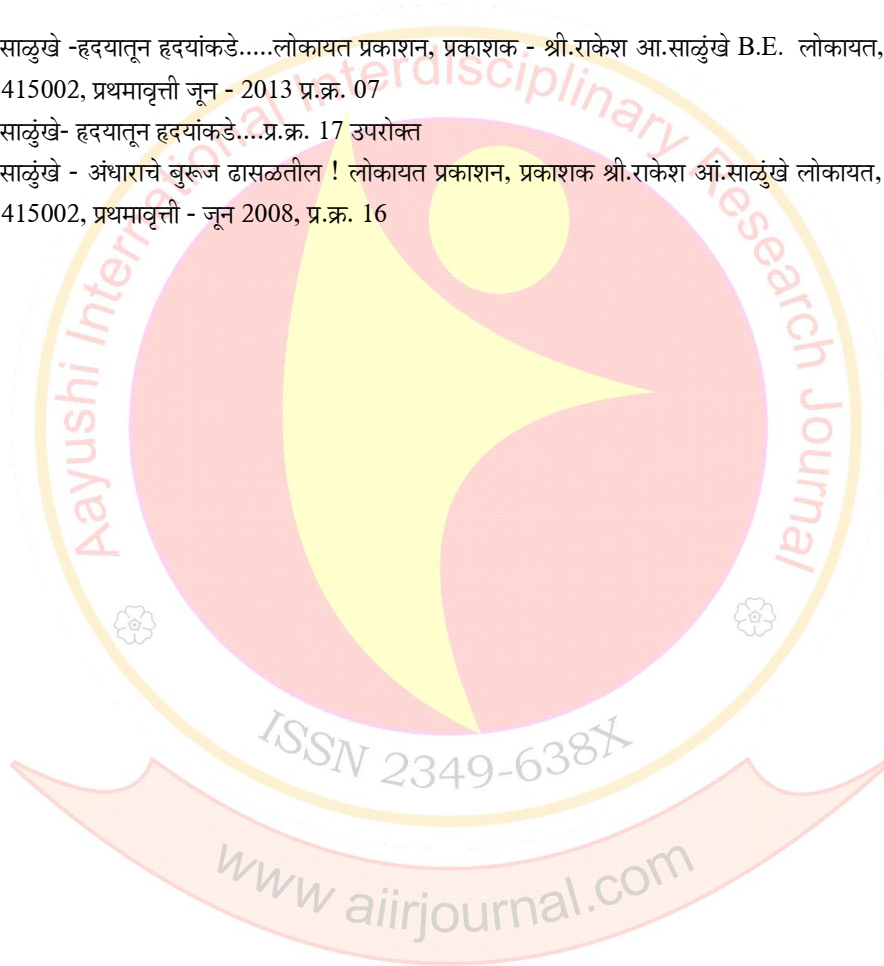 साळुखे -हृदयातून हृदयांकडे.....लोकायत प्रकाशन, प्रकाशक - श्री.राकेश आ.साळुंखे B.E. लोकायत,
415002, प्रथमावृत्ती जून - 2013 प्र.क्र. 07
साळुंखे- हृदयातून हृदयांकडे....प्र.क्र. 17 उपरोक्त
साळुंखे - अंधाराचे बुरूज ढासळतील ! लोकायत प्रकाशन, प्रकाशक श्री.राकेश आं.साळुंखे लोकायत,
415002, प्रथमावृत्ती - जून 2008, प्र.क्र. 16
Aayushi International Interdisciplinary Research Journal
ISSN 2349-638X
www aiirjournal.com